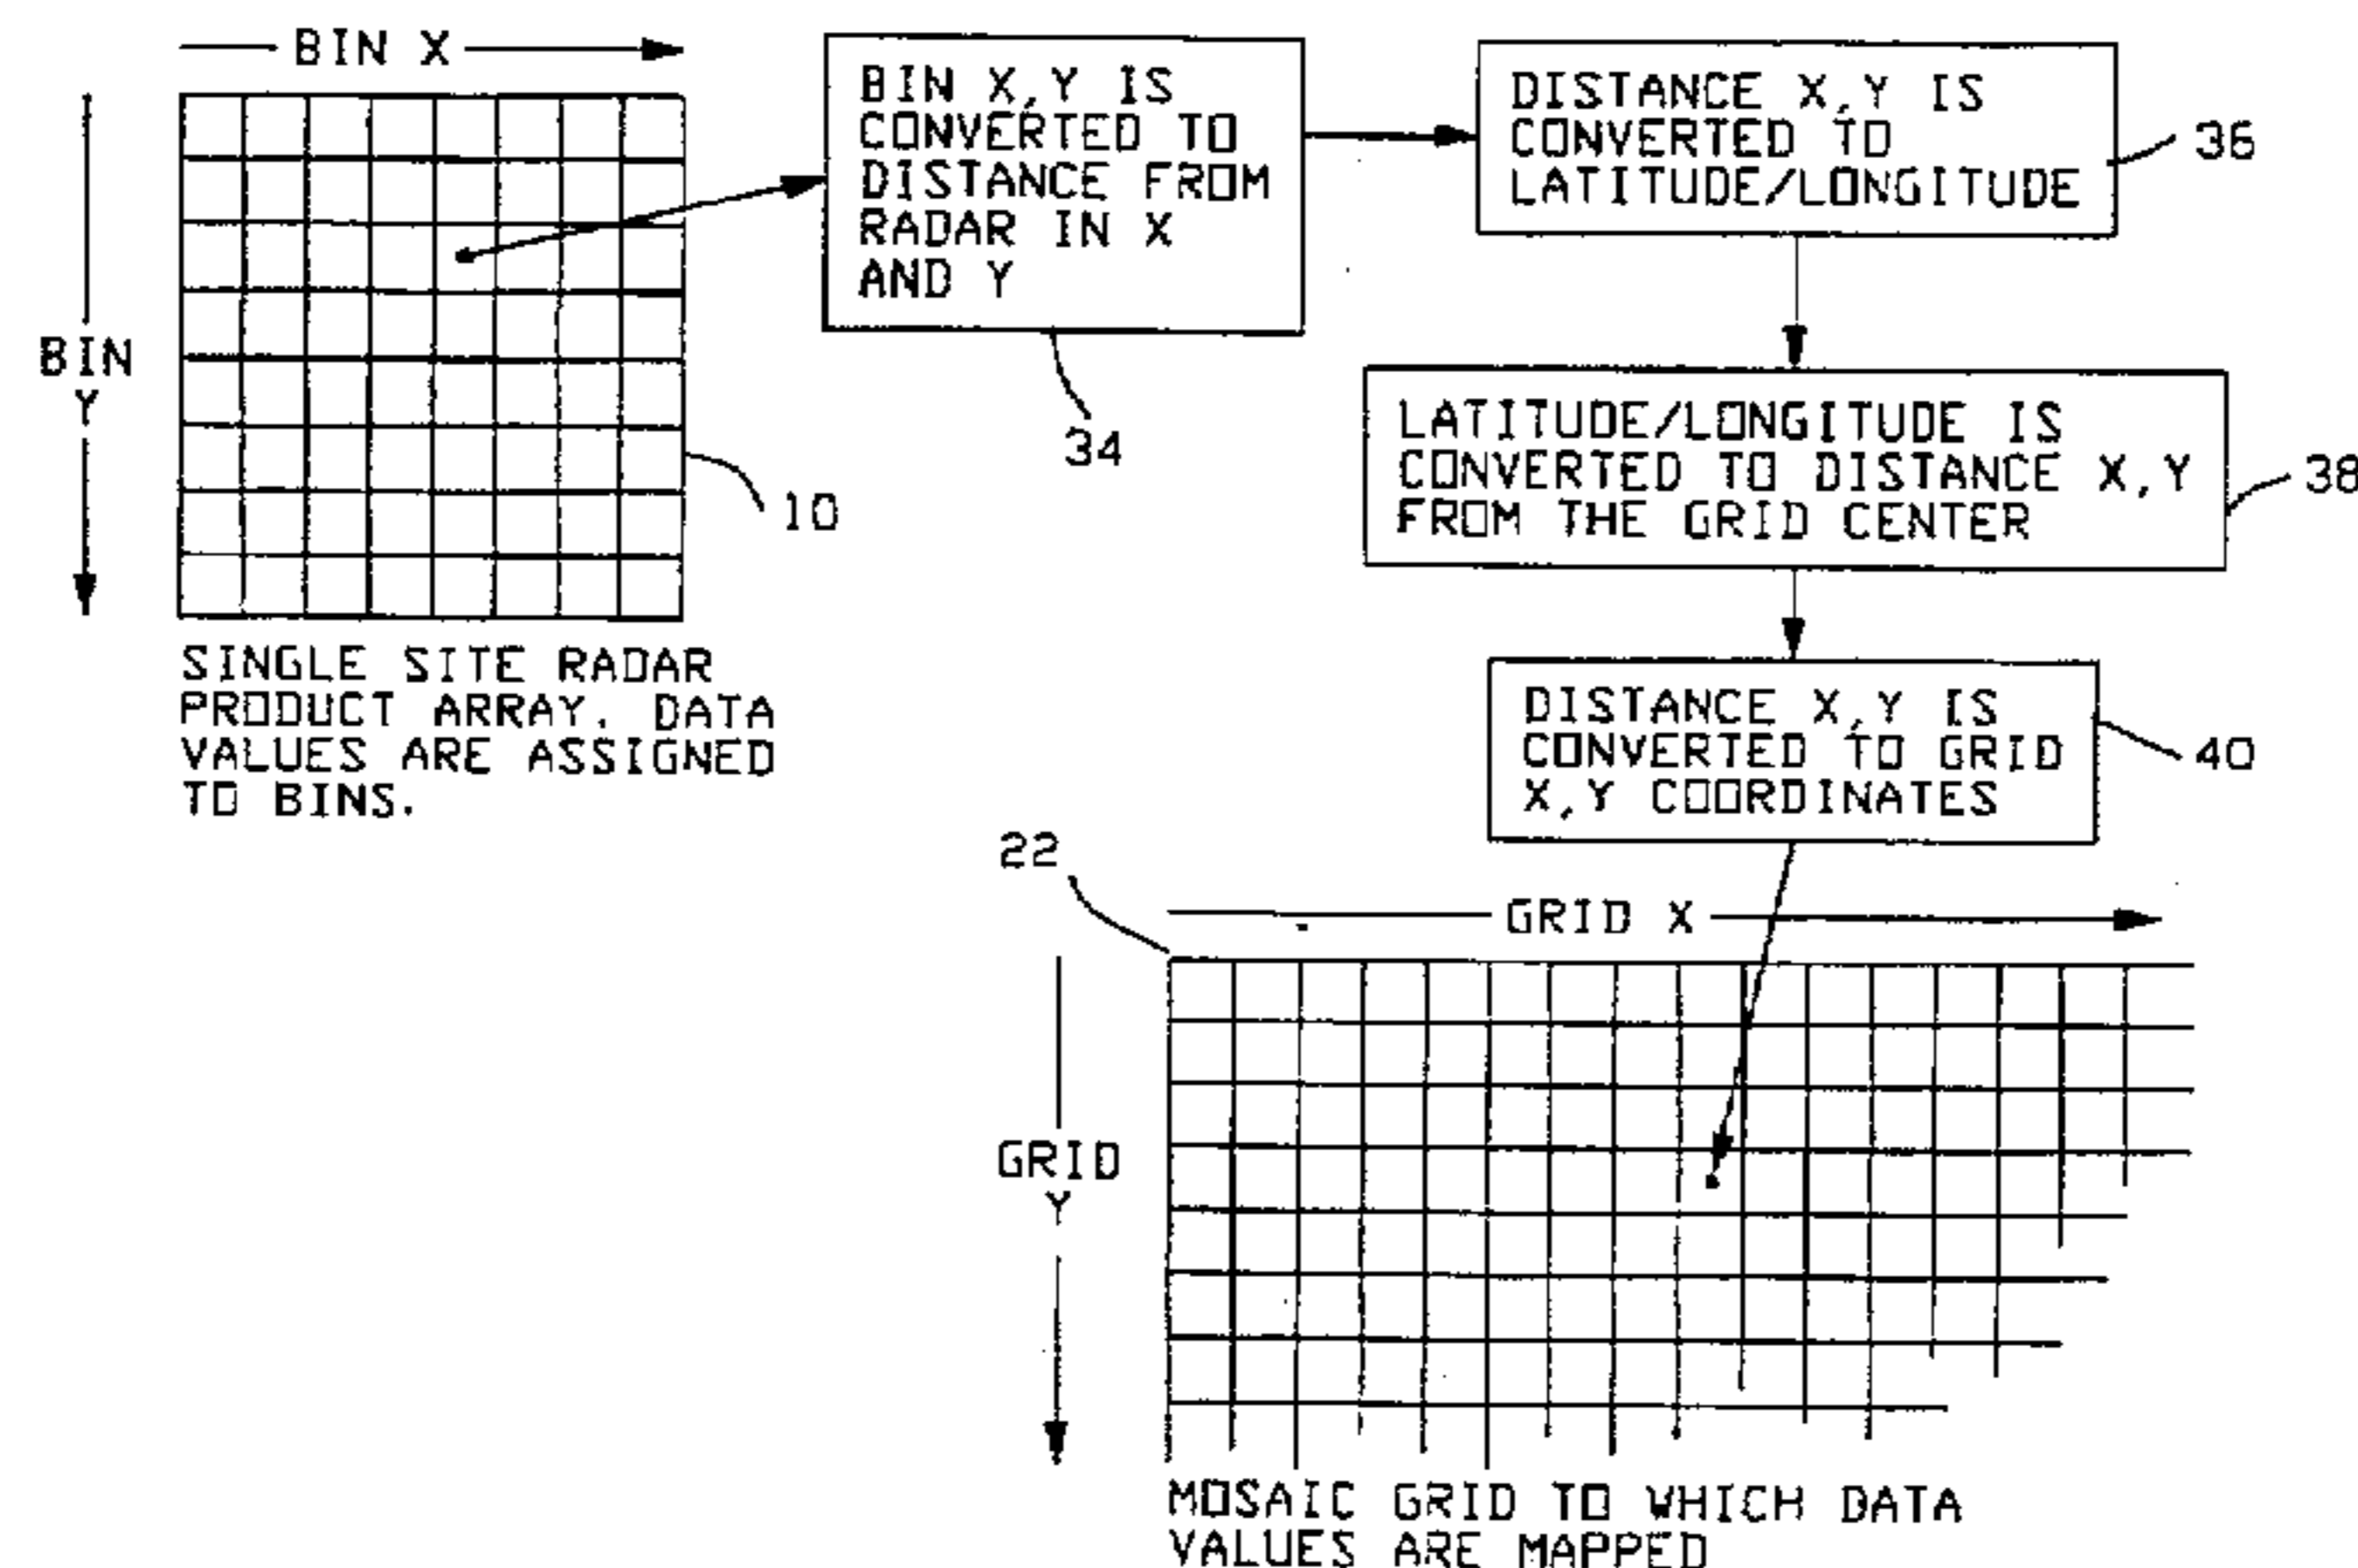 BIN X
BIN
Y
10
SINGLE SITE RADAR
PRODUCT ARRAY. DATA
VALUES ARE ASSIGNED
TO BINS.
BIN X,Y IS
CONVERTED TO
DISTANCE FROM
RADAR IN X
AND Y
34
DISTANCE X,Y IS
CONVERTED TO
LATITUDE/LONGITUDE
36
LATITUDE/LONGITUDE IS
CONVERTED TO DISTANCE X,Y
FROM THE GRID CENTER
38
DISTANCE X,Y IS
CONVERTED TO GRID
X,Y COORDINATES
40
22
GRID X
GRID
Y
MOSAIC GRID TO WHICH DATA
VALUES ARE MAPPED